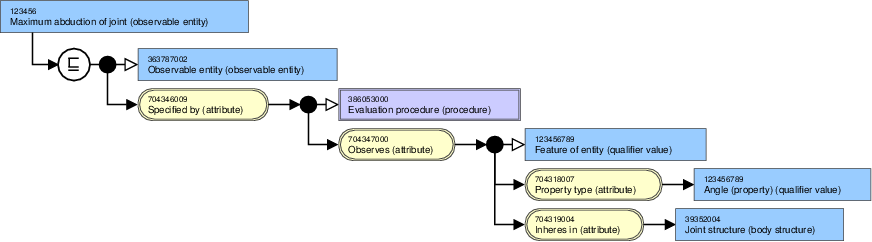 123456
Maximum abduction of joint (observable entity)
⊑
363787002
Observable entity (observable entity)
704346009
Specified by (attribute)
386053000
Evaluation procedure (procedure)
704347000
Observes (attribute)
123456789
Feature of entity (qualifier value)
704318007
Property type (attribute)
123456789
Angle (property) (qualifier value)
704319004
Inheres in (attribute)
39352004
Joint structure (body structure)